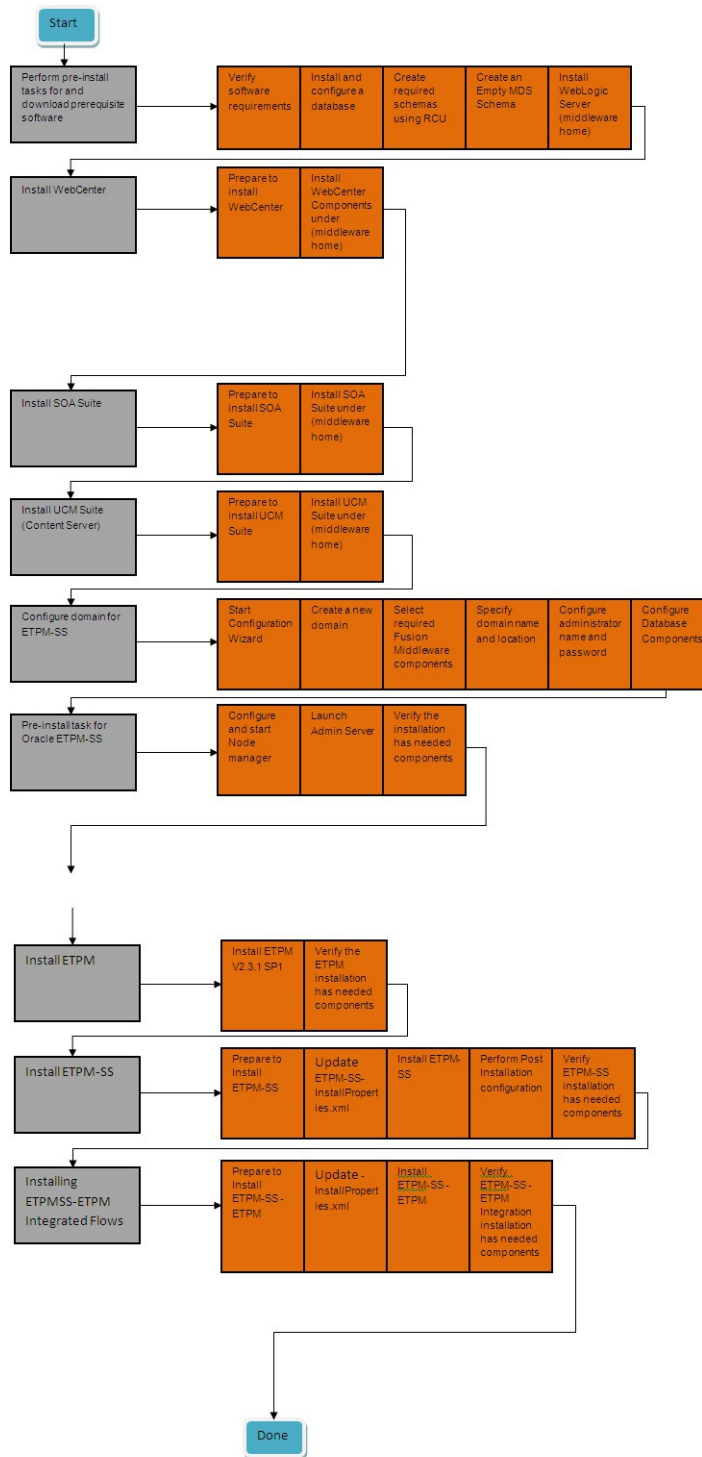 Start
Perform pre-install
tasks for and
download prerequisite
software
Verify
software
requirements
Install and
configure a
database
Create
required
schemas
using RCU
Create an
Empty MDS
Schema
Install
WebLogic
Server
(middleware
home)
Install WebCenter
Prepare to
install
WebCenter
Install
WebCenter
Components
under
(middleware
home)
Install SOA Suite
Prepare to
install SOA
Suite
Install SOA
Suite under
(middleware
home)
Install UCM Suite
(Content Server)
Prepare to
install UCM
Suite
Install UCM
Suite under
(middleware
home)
Configure domain for
ETPM-SS
Start
Configuration
Wizard
Create a new
domain
Select
required
Fusion
Middleware
components
Specify
domain name
and location
Configure
administrator
name and
password
Configure
Database
Components
Pre-install task for
Oracle ETPM-SS
Configure
and start
Node
manager
Launch
Admin Server
Verify the
installation
has needed
components
Install ETPM
Install ETPM
V2.3.1 SP1
Verify the
ETPM
installation
has needed
components
Install ETPM-SS
Prepare to
Install
ETPM-SS
Update
ETPM-SS-
InstallPropert
ies.xml
Install ETPM-
SS
Perform Post
Installation
configuration
Verify
ETPM-SS
installation
has needed
components
Installing
ETPMSS-ETPM
Integrated Flows
Prepare to
Install
ETPM-SS -
ETPM
Update -
InstallPropert
ies.xml
Install
ETPM-SS -
ETPM
Verify
ETPM-SS -
ETPM
Integration
installation
has needed
components
Done